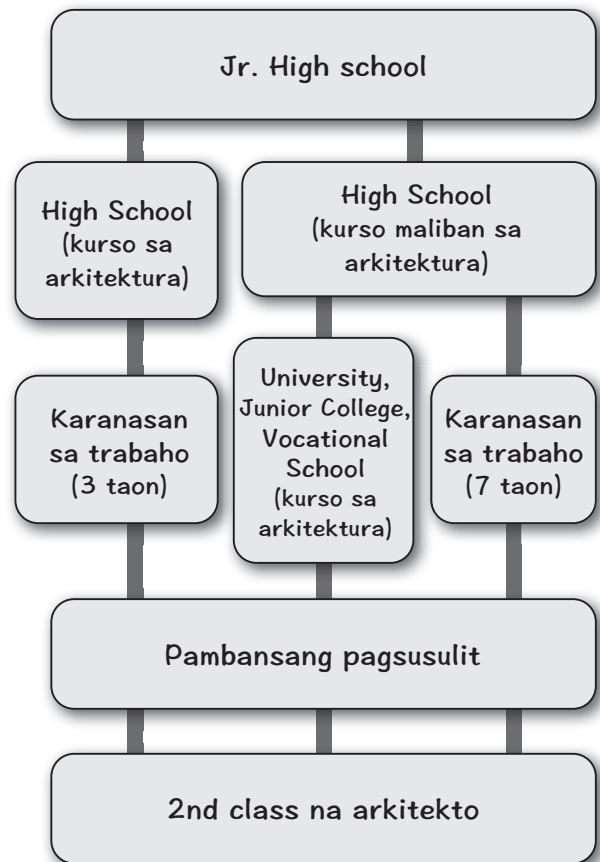 Jr. High school
High School
(kurso sa
arkitektura)
High School
(kurso maliban sa
arkitektura)
University,
Junior College,
Vocational
School
(kurso sa
arkitektura)
Karanasan
sa trabaho
(3 taon)
Karanasan
sa trabaho
(7 taon)
Pambansang pagsusulit
2nd class na arkitekto